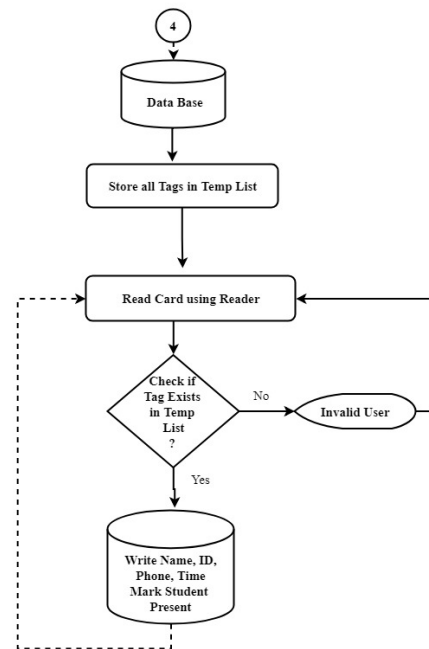 4
Data Base
Store all Tags in Temp List
Read Card using Reader
Check if
Tag Exists
in Temp
List
?
No
Invalid User
Yes
Write Name, ID,
Phone, Time
Mark Student
Present